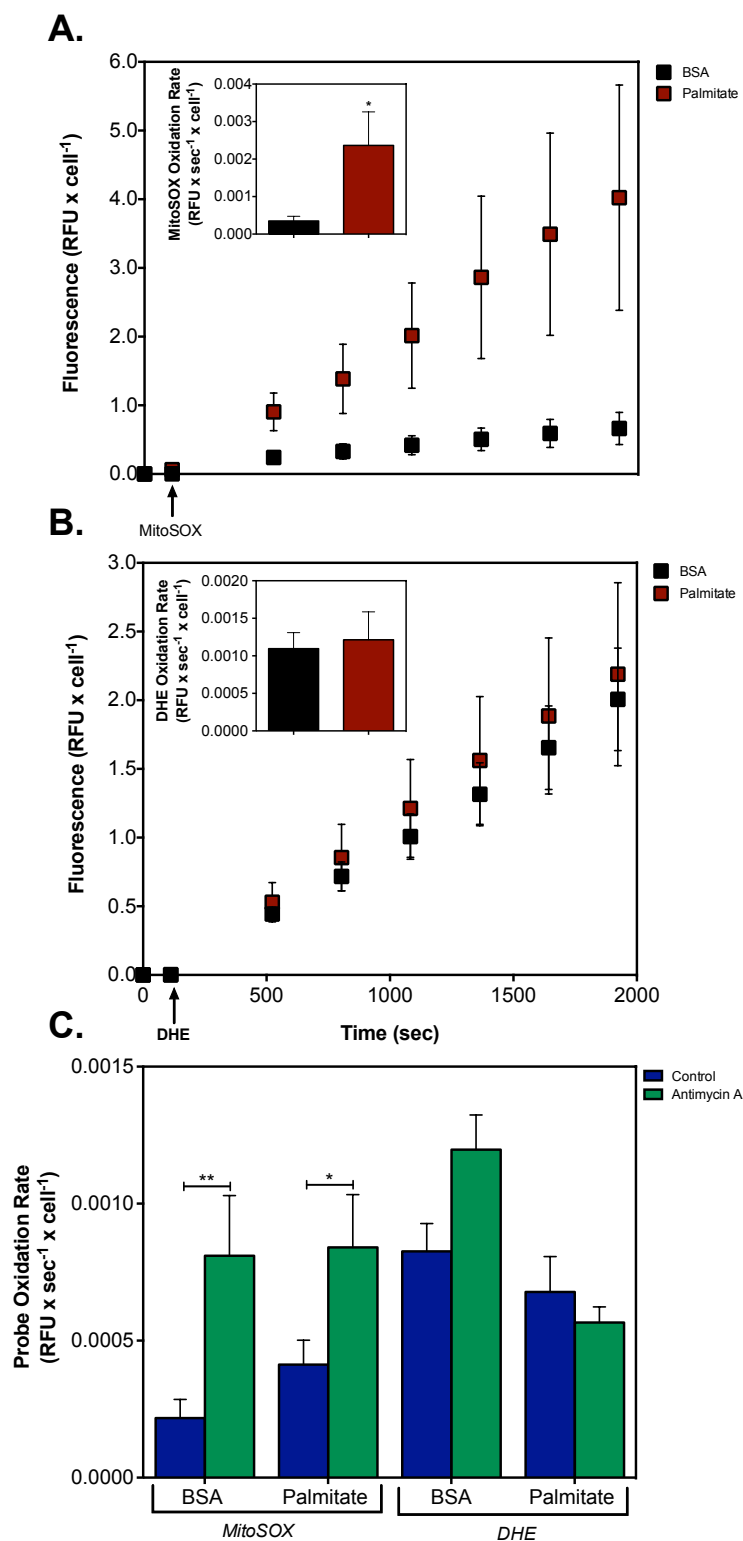 A.
BSA
Palmitate
Fluorescence (RFU x cell⁻¹)
6.0
5.0
4.0
3.0
2.0
1.0
0.0
MitoSOX Oxidation Rate
(RFU x sec⁻¹ x cell⁻¹)
0.004
0.003
0.002
0.001
0.000
*
MitoSOX
B.
BSA
Palmitate
Fluorescence (RFU x cell⁻¹)
3.0
2.5
2.0
1.5
1.0
0.5
0.0
DHE Oxidation Rate
(RFU x sec⁻¹ x cell⁻¹)
0.0020
0.0015
0.0010
0.0005
0.0000
0 500 1000 1500 2000
DHE
Time (sec)
C.
Control
Antimycin A
Probe Oxidation Rate
(RFU x sec⁻¹ x cell⁻¹)
0.0015
0.0010
0.0005
0.0000
** *
BSA Palmitate BSA Palmitate
MitoSOX DHE